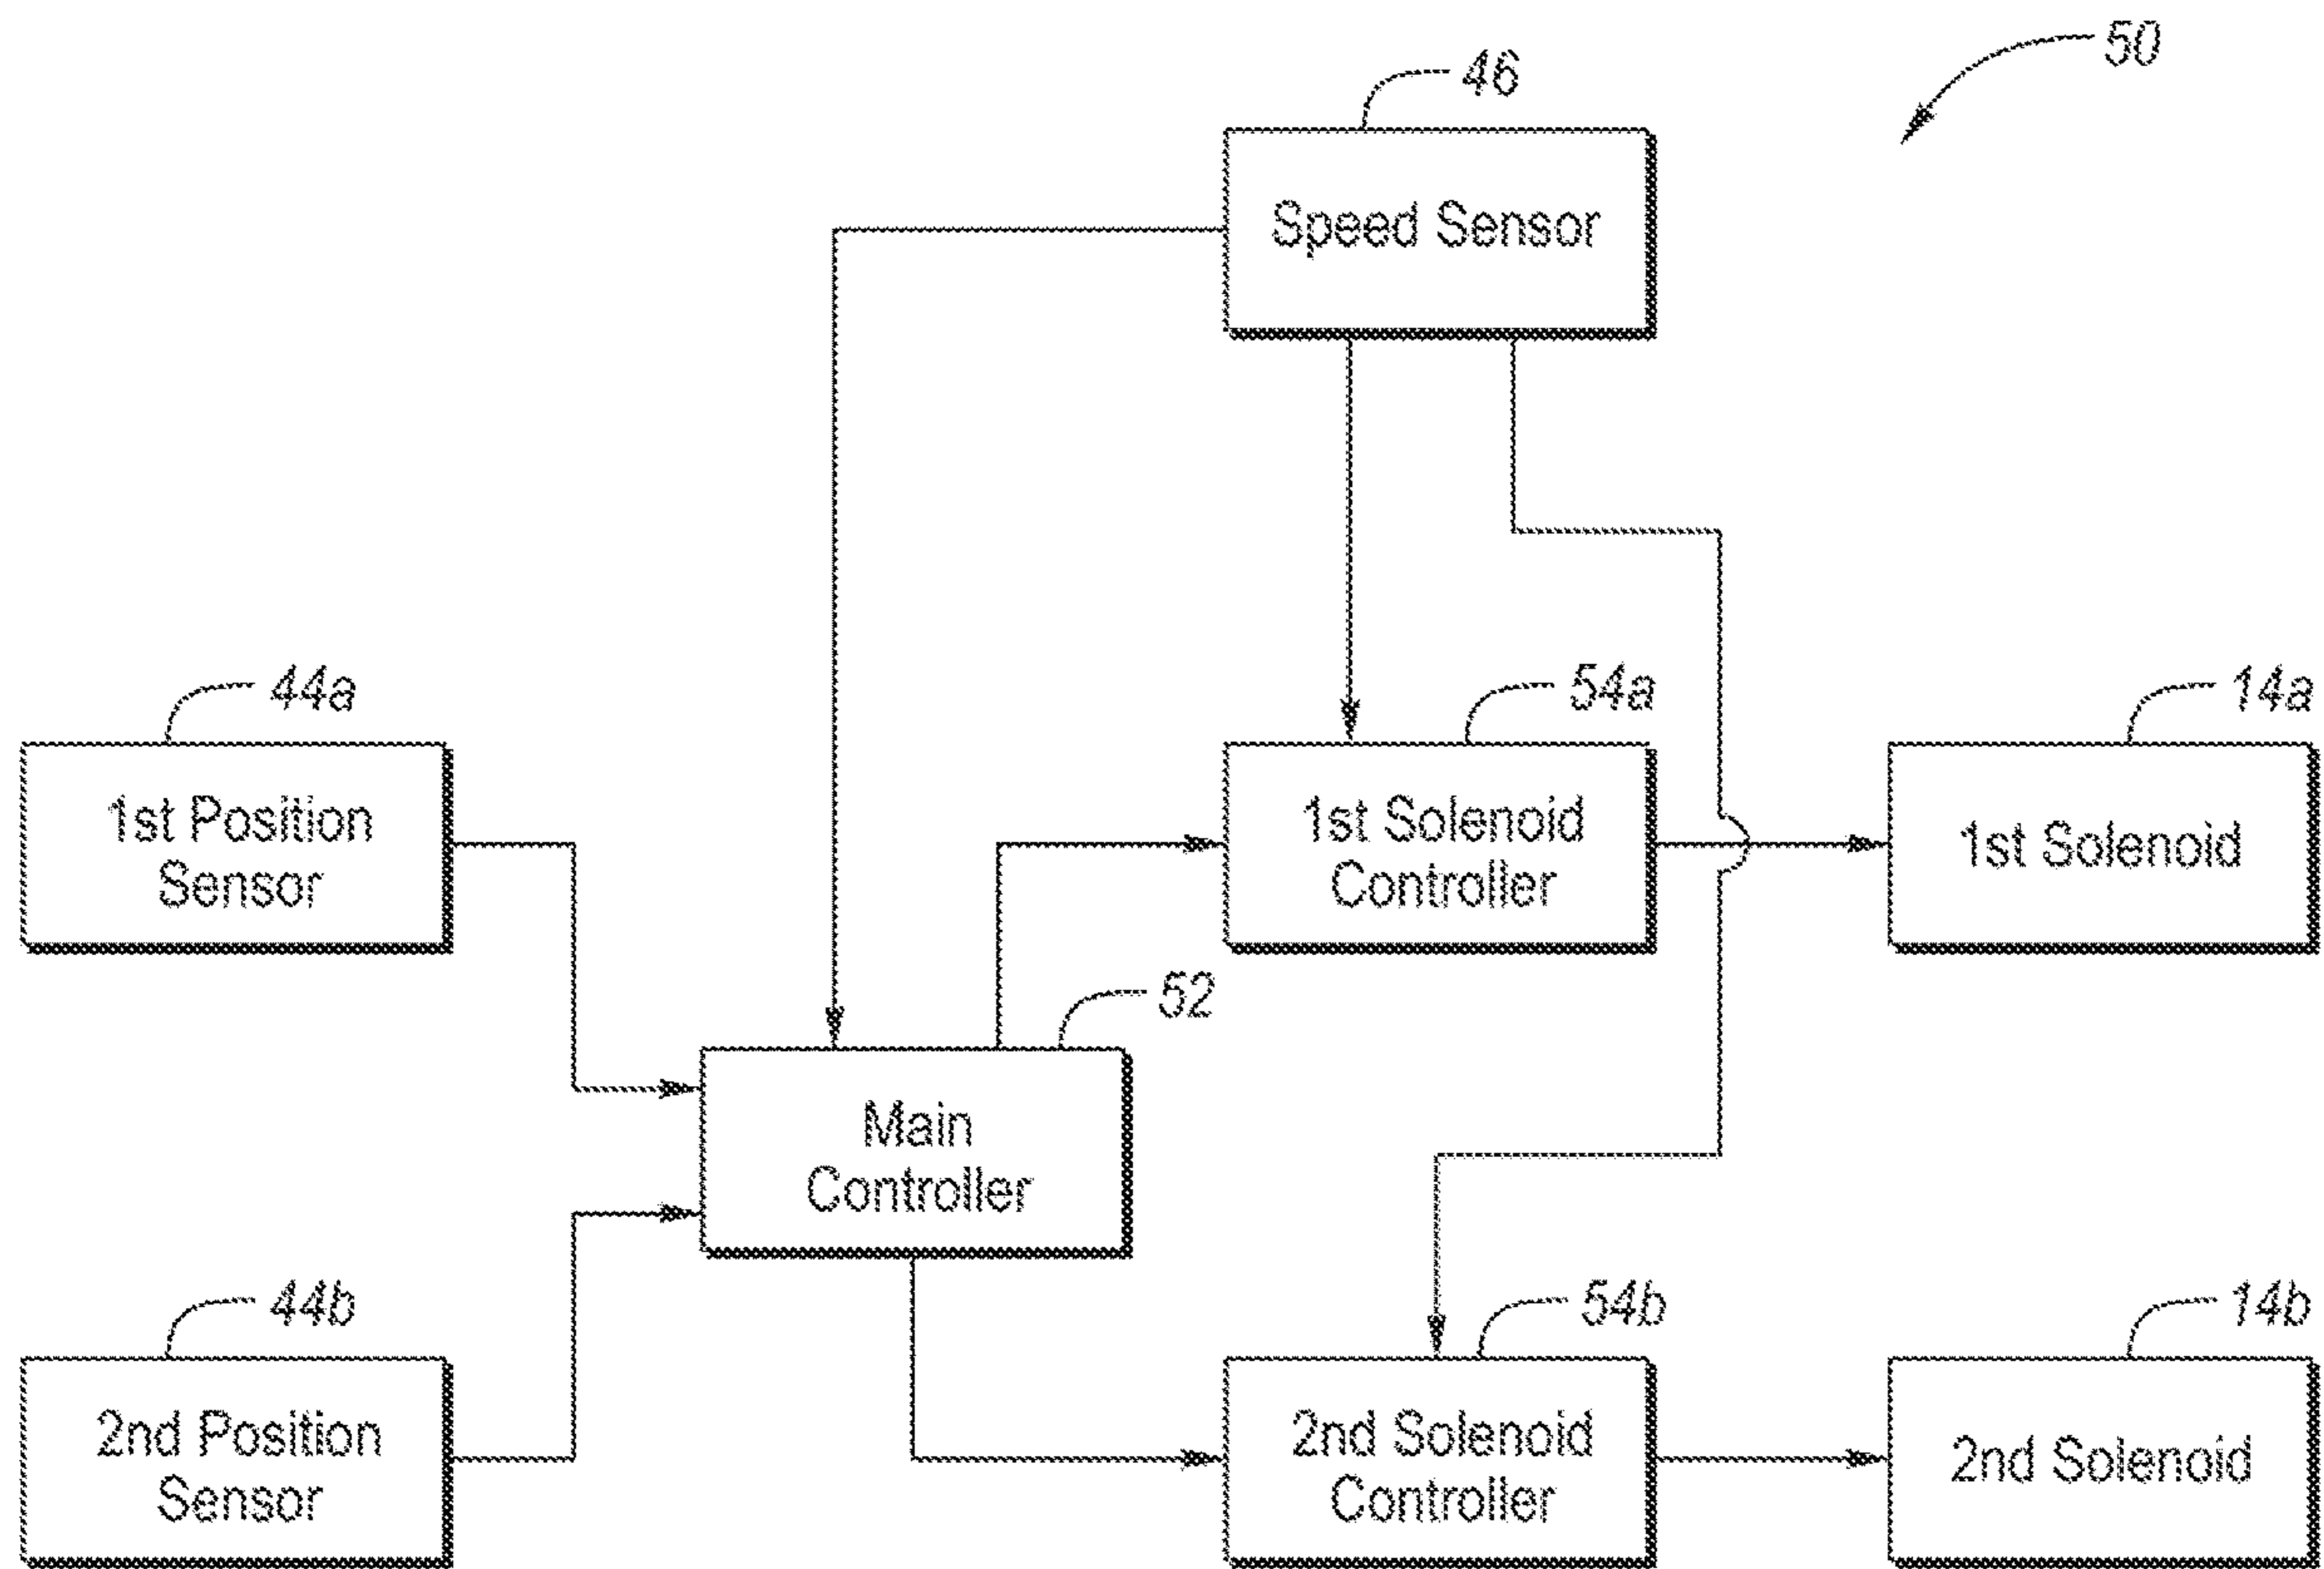 50
46
Speed Sensor
44a
1st Position
Sensor
54a
1st Solenoid
Controller
14a
1st Solenoid
52
Main
Controller
44b
2nd Position
Sensor
54b
2nd Solenoid
Controller
14b
2nd Solenoid